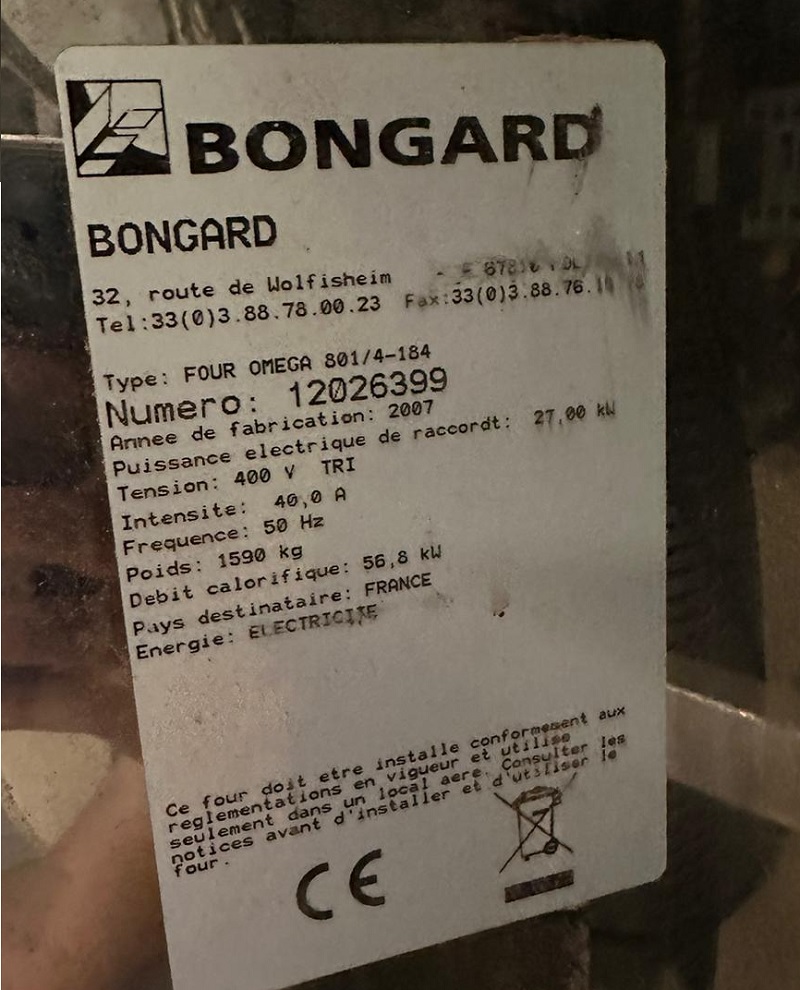 BONGARD
BONGARD
32, route de Wolfisheim
Tel:33(0)3.88.78.00.23 Fax:33(0)3.88.76.
Type: FOUR OMEGA 801/4-184
Numero: 12026399
Annee de fabrication: 2007
Puissance electrique de raccordt: 27,00 kW
Tension: 400 V TRI
Intensite: 40,0 A
Frequence: 50 Hz
Poids: 1590 kg
Debit calorifique: 56,8 kW
Pays destinataire: FRANCE
Energie: ELECTRICITE
Ce four doit etre installe conformement aux
reglementations en vigueur et utilise
seulement dans un local aere. Consulter les
notices avant d'installer et d'utiliser le
four.
CE